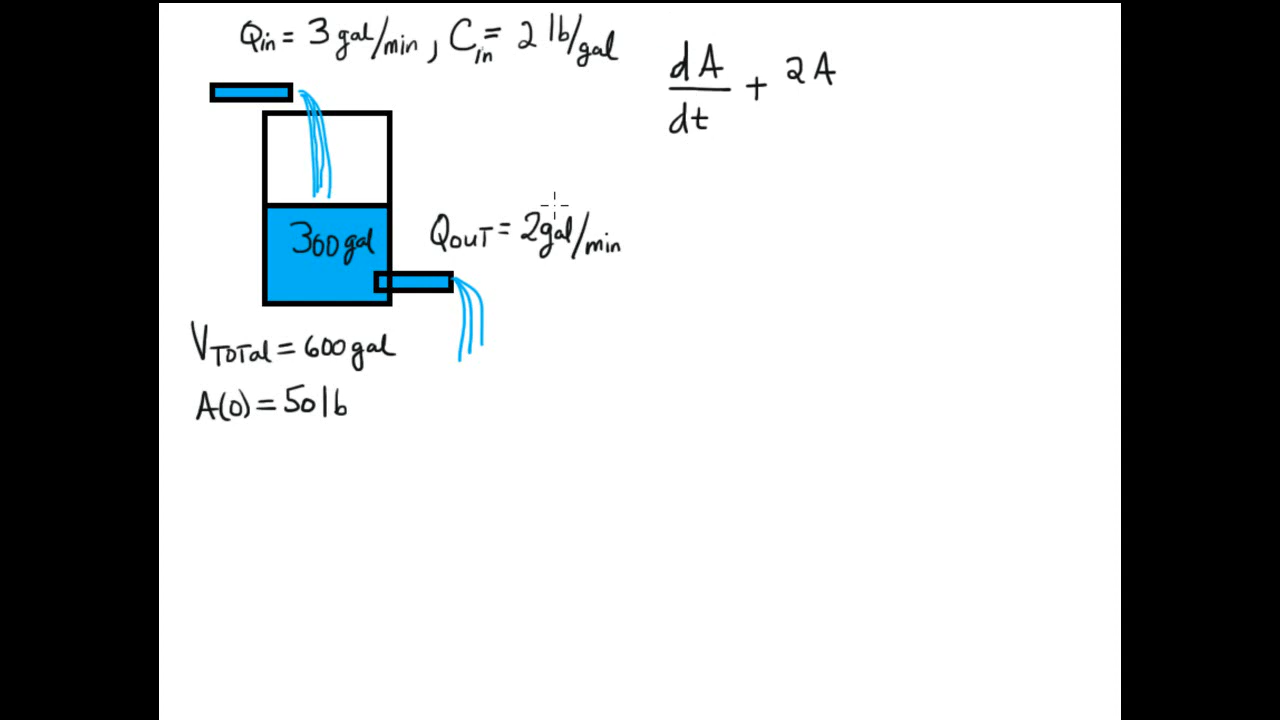 Qin = 3 gal/min, Cin = 2 lb/gal
dA/dt + 2A
300 gal
QOUT = 2gal/min
VTOTal = 600 gal
A(0) = 50 lb